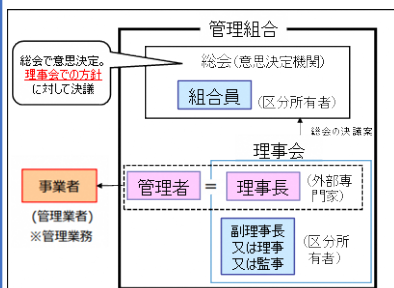 管理組合
総会で意思決定。
理事会での方針
に対して決議
総会(意思決定機関)
組合員
(区分所有者)
総会の決議案
理事会
事業者
管理者
=
理事長
(外部専
門家)
(管理業者)
※管理業務
副理事長
又は理事
又は監事
(区分所
有者)